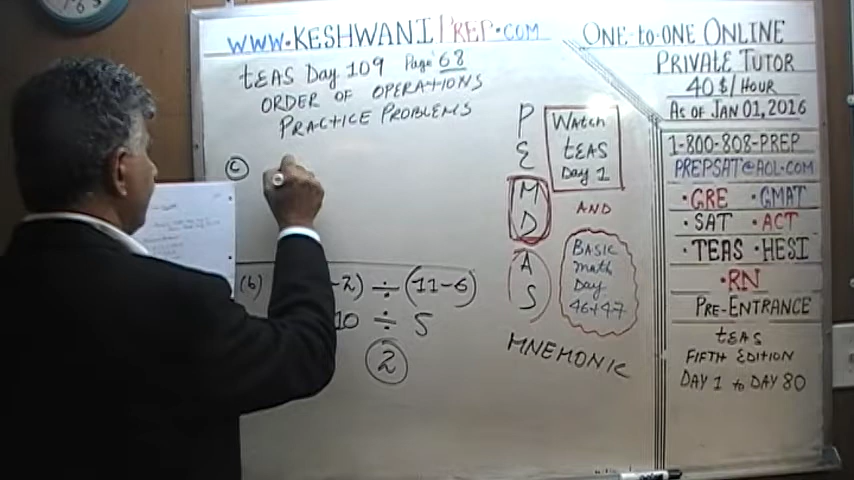 WWW.KESHWANIPREP.COM
tEAS Day 109 Page 68
ORDER OF OPERATIONS
PRACTICE PROBLEMS
(C)
(b) -2) ÷ (11-6)
10 ÷ 5
2
P
E
M
D
A
S
MNEMONIC
WATCH
tEAS
Day 1
AND
BASIC
math
Day
46+47
ONE-to-ONE ONLINE
PRIVATE TUTOR
40$/HOUR
AS OF JAN 01, 2016
1-800-808-PREP
PREPSAT@AOL.COM
•GRE •GMAT
•SAT •ACT
•TEAS •HESI
•RN
PRE-ENTRANCE
tEAS
FIFTH EDITION
DAY 1 to DAY 80